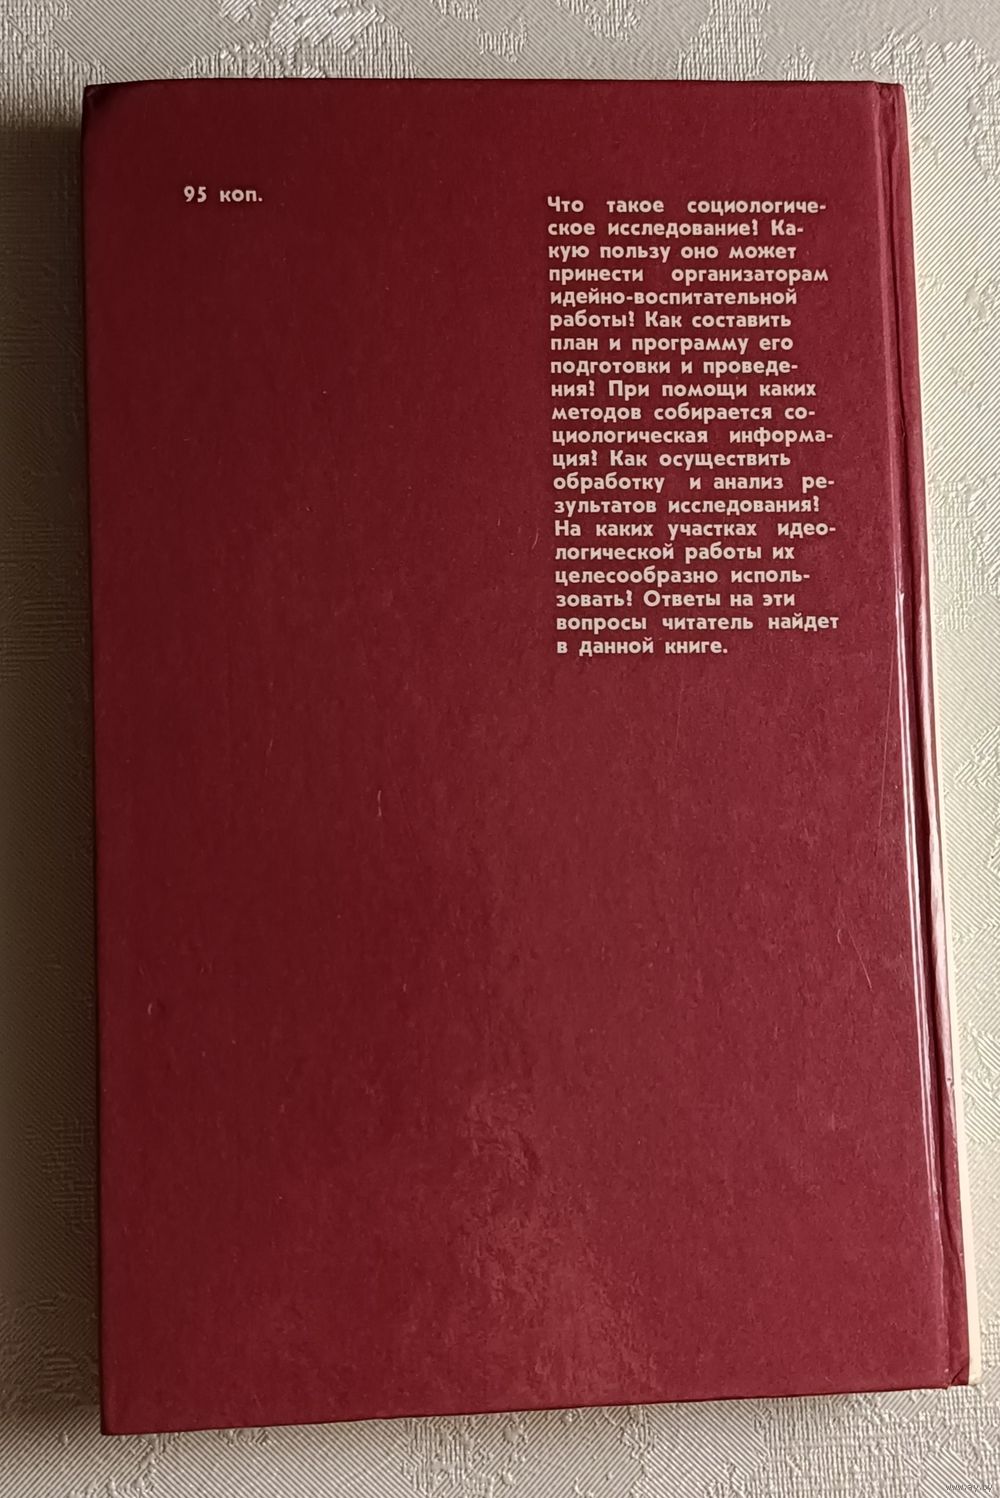 95 коп.
Что такое социологиче-
ское исследование? Ка-
кую пользу оно может
принести организаторам
идейно-воспитательной
работы? Как составить
план и программу его
подготовки и проведе-
ния? При помощи каких
методов собирается со-
циологическая информа-
ция? Как осуществить
обработку и анализ ре-
зультатов исследования?
На каких участках идео-
логической работы их
целесообразно исполь-
зовать? Ответы на эти
вопросы читатель найдет
в данной книге.
www.ay.by